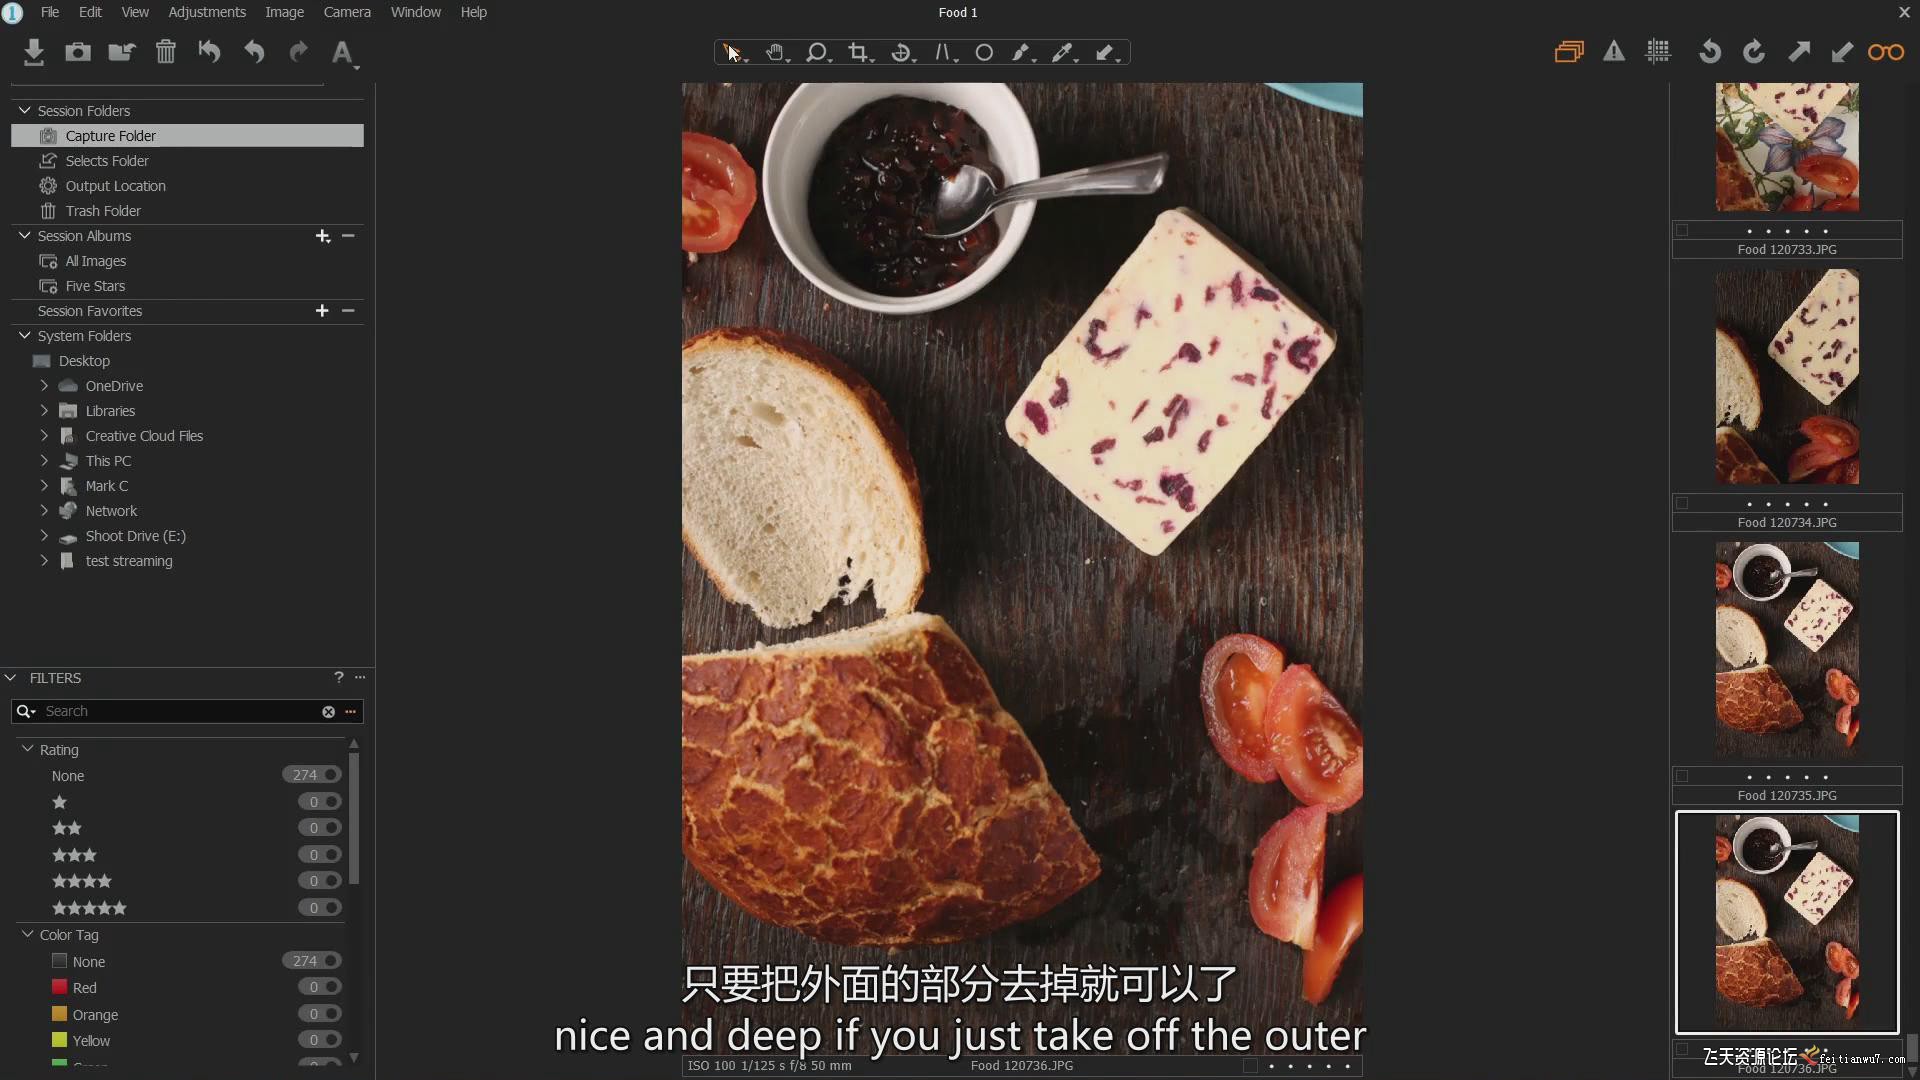 File Edit View Adjustments Image Camera Window Help
Food 1
A
Session Folders
Capture Folder
Selects Folder
Output Location
Trash Folder
Session Albums
All Images
Five Stars
Session Favorites
System Folders
Desktop
OneDrive
Libraries
Creative Cloud Files
This PC
Mark C
Network
Shoot Drive (E:)
test streaming
FILTERS ?
Search
Rating
None 274
0
0
0
0
0
Color Tag
None 274
Red 0
Orange 0
Yellow 0
Food 120733.JPG
Food 120734.JPG
Food 120735.JPG
Food 120736.JPG
只要把外面的部分去掉就可以了
nice and deep if you just take off the outer
ISO 100 1/125 s f/8 50 mm
Food 120736.JPG
飞天资源论坛 feitianwu7.com